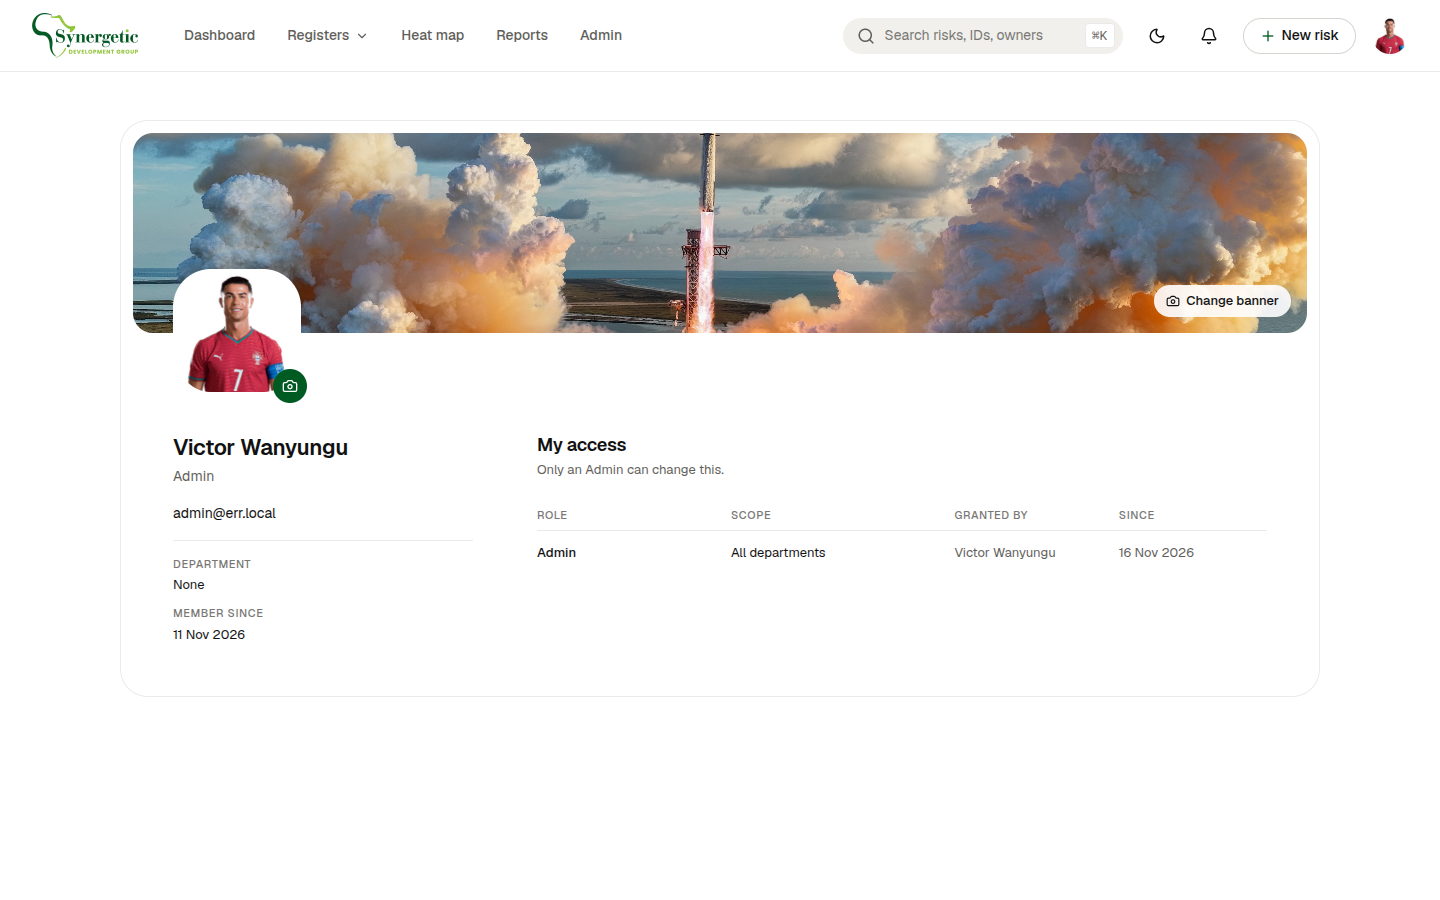 Synergetic
DEVELOPMENT GROUP
Dashboard
Registers
Heat map
Reports
Admin
Search risks, IDs, owners
⌘K
New risk
Change banner
7
Victor Wanyungu
Admin
admin@err.local
DEPARTMENT
None
MEMBER SINCE
11 Nov 2026
My access
Only an Admin can change this.
ROLE SCOPE GRANTED BY SINCE
Admin All departments Victor Wanyungu 16 Nov 2026